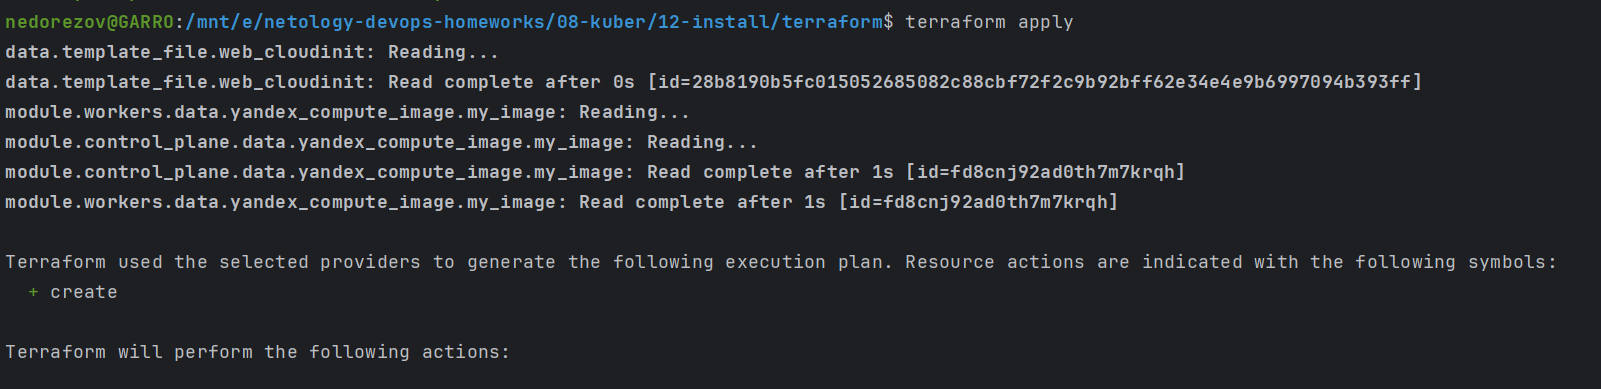 nedorezov@GARRO:/mnt/e/netology-devops-homeworks/08-kuber/12-install/terraform$ terraform apply
data.template_file.web_cloudinit: Reading...
data.template_file.web_cloudinit: Read complete after 0s [id=28b8190b5fc015052685082c88cbf72f2c9b92bff62e34e4e9b6997094b393ff]
module.workers.data.yandex_compute_image.my_image: Reading...
module.control_plane.data.yandex_compute_image.my_image: Reading...
module.control_plane.data.yandex_compute_image.my_image: Read complete after 1s [id=fd8cnj92ad0th7m7krqh]
module.workers.data.yandex_compute_image.my_image: Read complete after 1s [id=fd8cnj92ad0th7m7krqh]
Terraform used the selected providers to generate the following execution plan. Resource actions are indicated with the following symbols:
  + create
Terraform will perform the following actions: